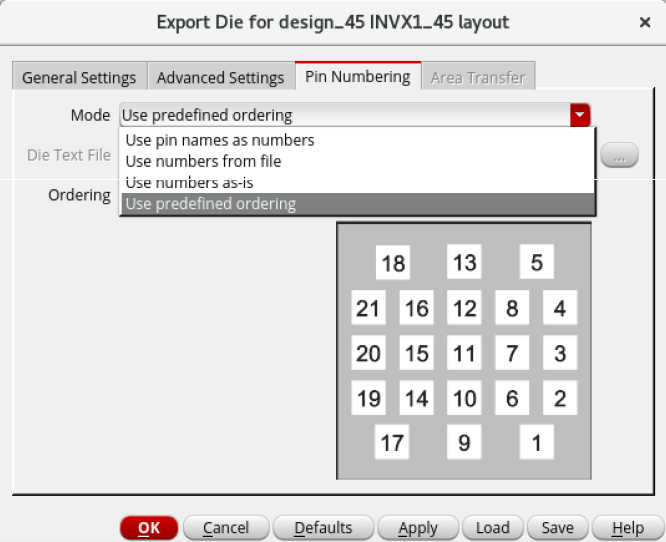 Export Die for design_45 INVX1_45 layout ×
General Settings Advanced Settings Pin Numbering Area Transfer
Mode Use predefined ordering
Use pin names as numbers
Die Text File Use numbers from file ...
Use numbers as-is
Ordering Use predefined ordering
18 13 5
21 16 12 8 4
20 15 11 7 3
19 14 10 6 2
17 9 1
OK Cancel Defaults Apply Load Save Help